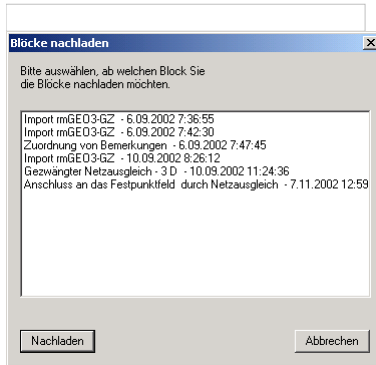 Blöcke nachladen
Bitte auswählen, ab welchen Block Sie
die Blöcke nachladen möchten.
Import rmGEO3-GZ - 6.09.2002 7:36:55
Import rmGEO3-GZ - 6.09.2002 7:42:30
Zuordnung von Bemerkungen - 6.09.2002 7:47:45
Import rmGEO3-GZ - 10.09.2002 8:26:12
Gezwängter Netzausgleich - 3 D - 10.09.2002 11:24:36
Anschluss an das Festpunktfeld durch Netzausgleich - 7.11.2002 12:59
Nachladen
Abbrechen